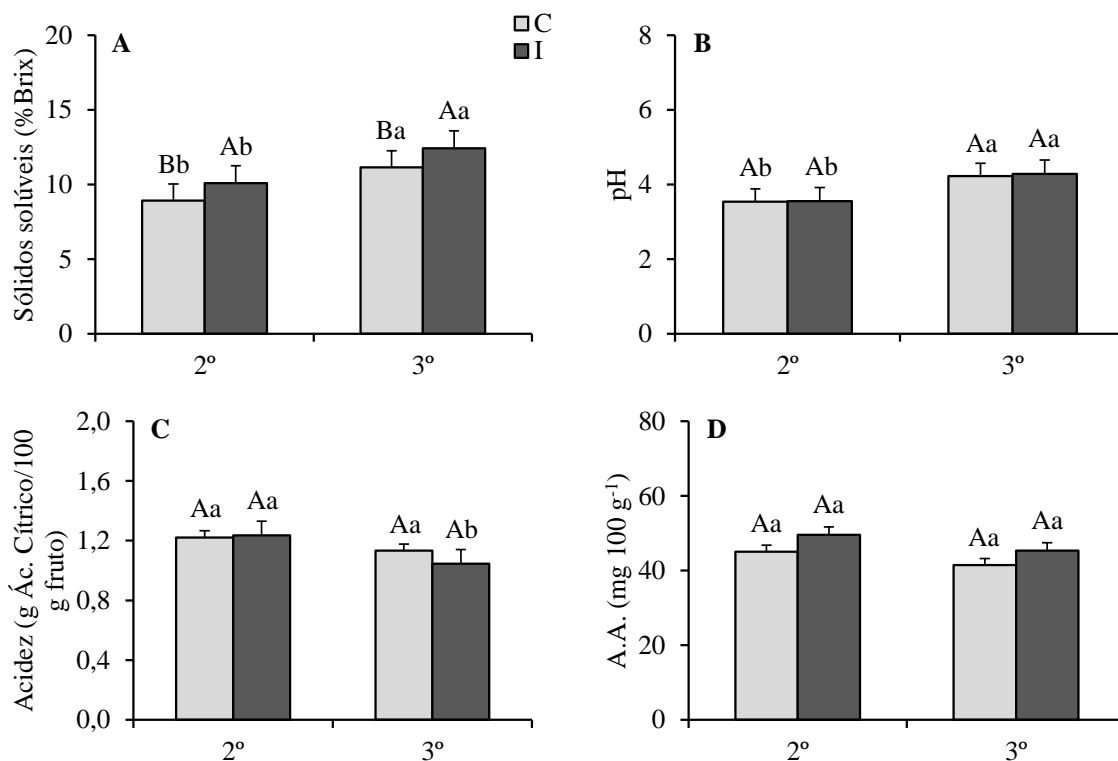 C
I
A
Sólidos solúveis (%Brix)
20
15
10
5
0
Bb
Ab
Ba
Aa
2º
3º
B
pH
8
6
4
2
0
Ab
Ab
Aa
Aa
2º
3º
C
Acidez (g Ác. Cítrico/100
g fruto)
2,0
1,6
1,2
0,8
0,4
0,0
Aa
Aa
Aa
Ab
2º
3º
D
A.A. (mg 100 g⁻¹)
80
60
40
20
0
Aa
Aa
Aa
Aa
2º
3º